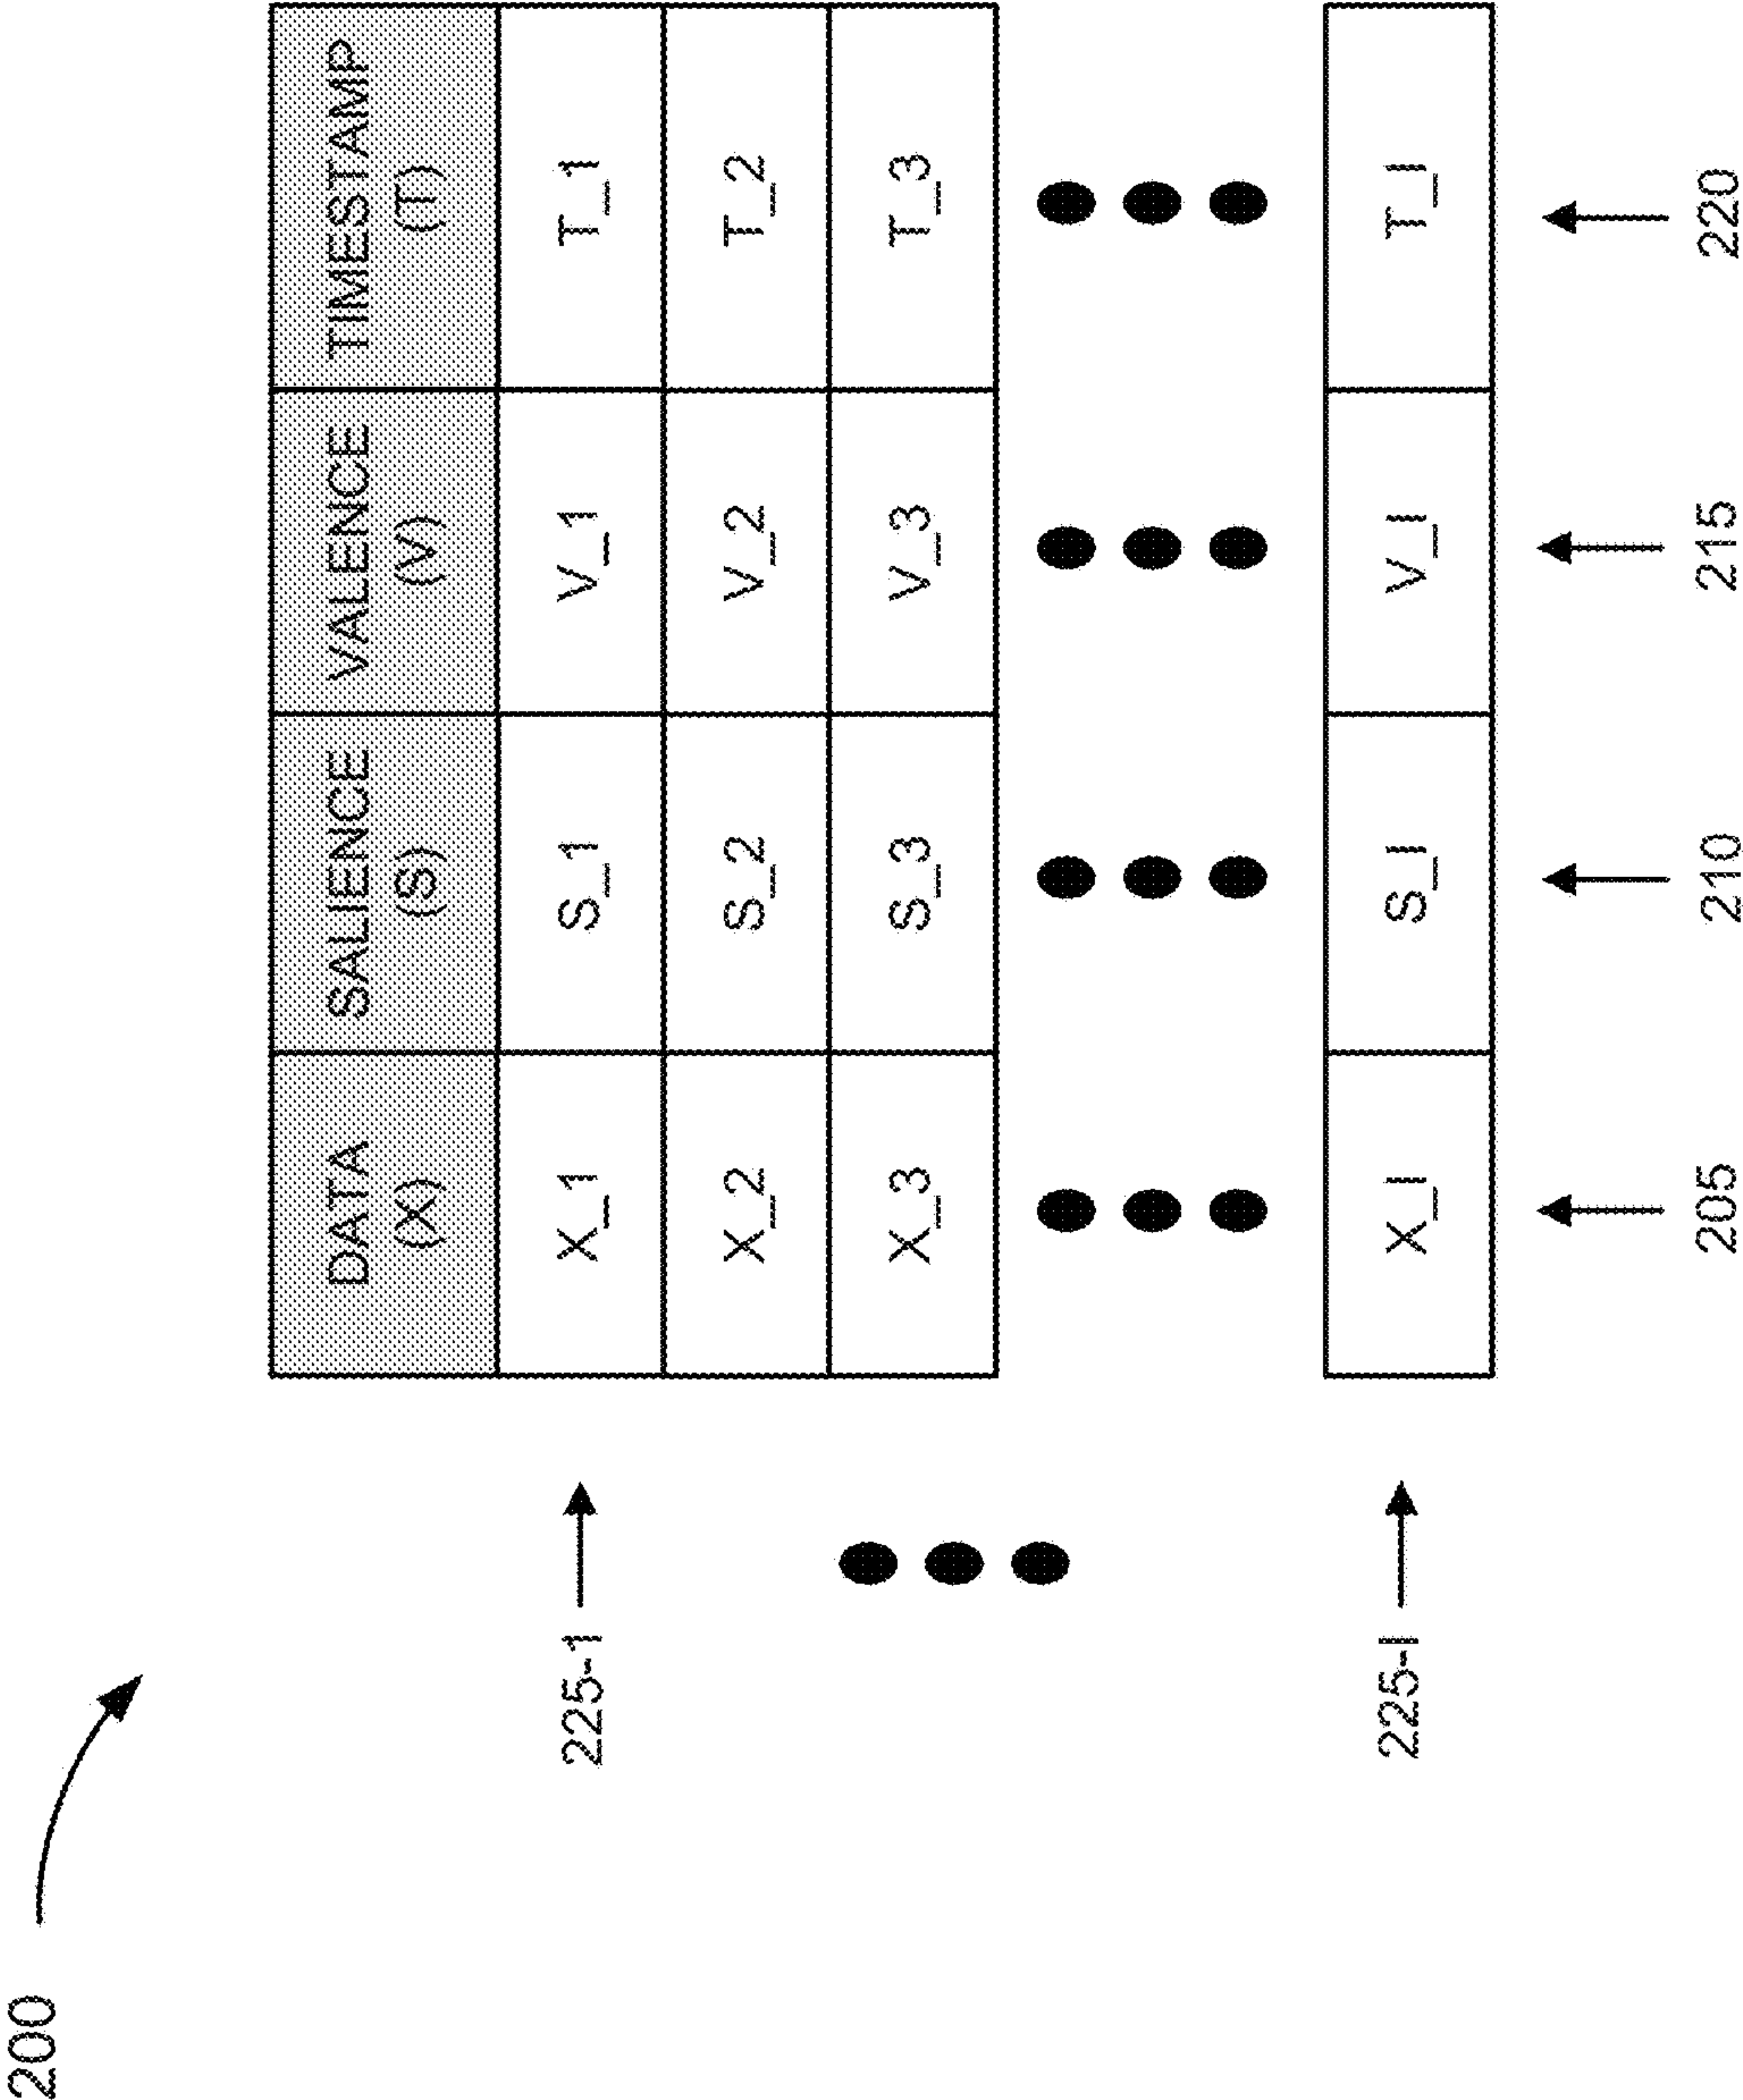 200
DATA
(X)
SALIENCE
(S)
VALENCE
(V)
TIMESTAMP
(T)
225-1
X_1
S_1
V_1
T_1
X_2
S_2
V_2
T_2
X_3
S_3
V_3
T_3
225-I
X_I
S_I
V_I
T_I
205
210
215
220